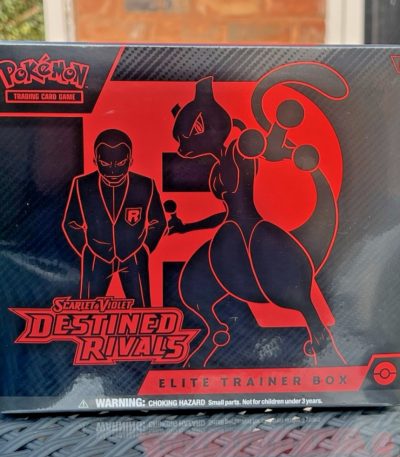 POKéMON
TRADING CARD GAME
R
SCARLET & VIOLET
DESTINED
RIVALS
ELITE TRAINER BOX
⚠ WARNING: CHOKING HAZARD Small parts. Not for children under 3 years.